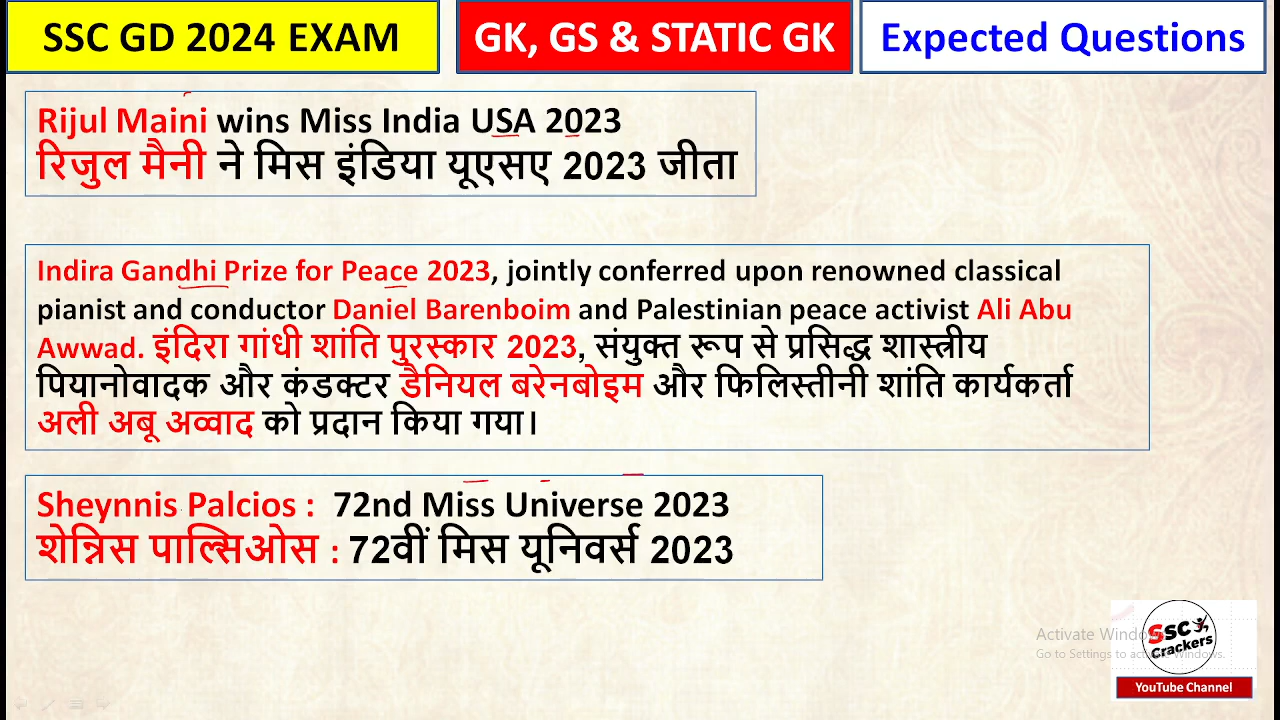 SSC GD 2024 EXAM
GK, GS & STATIC GK
Expected Questions
Rijul Maini wins Miss India USA 2023
रिजुल मैनी ने मिस इंडिया यूएसए 2023 जीता
Indira Gandhi Prize for Peace 2023, jointly conferred upon renowned classical
pianist and conductor Daniel Barenboim and Palestinian peace activist Ali Abu
Awwad. इंदिरा गांधी शांति पुरस्कार 2023, संयुक्त रूप से प्रसिद्ध शास्त्रीय
पियानोवादक और कंडक्टर डैनियल बरेनबोइम और फिलिस्तीनी शांति कार्यकर्ता
अली अबू अव्वाद को प्रदान किया गया।
Sheynnis Palcios : 72nd Miss Universe 2023
शेन्निस पाल्सिओस : 72वीं मिस यूनिवर्स 2023
Activate Windows
Go to Settings to activate Windows.
SSC
Crackers
YouTube Channel